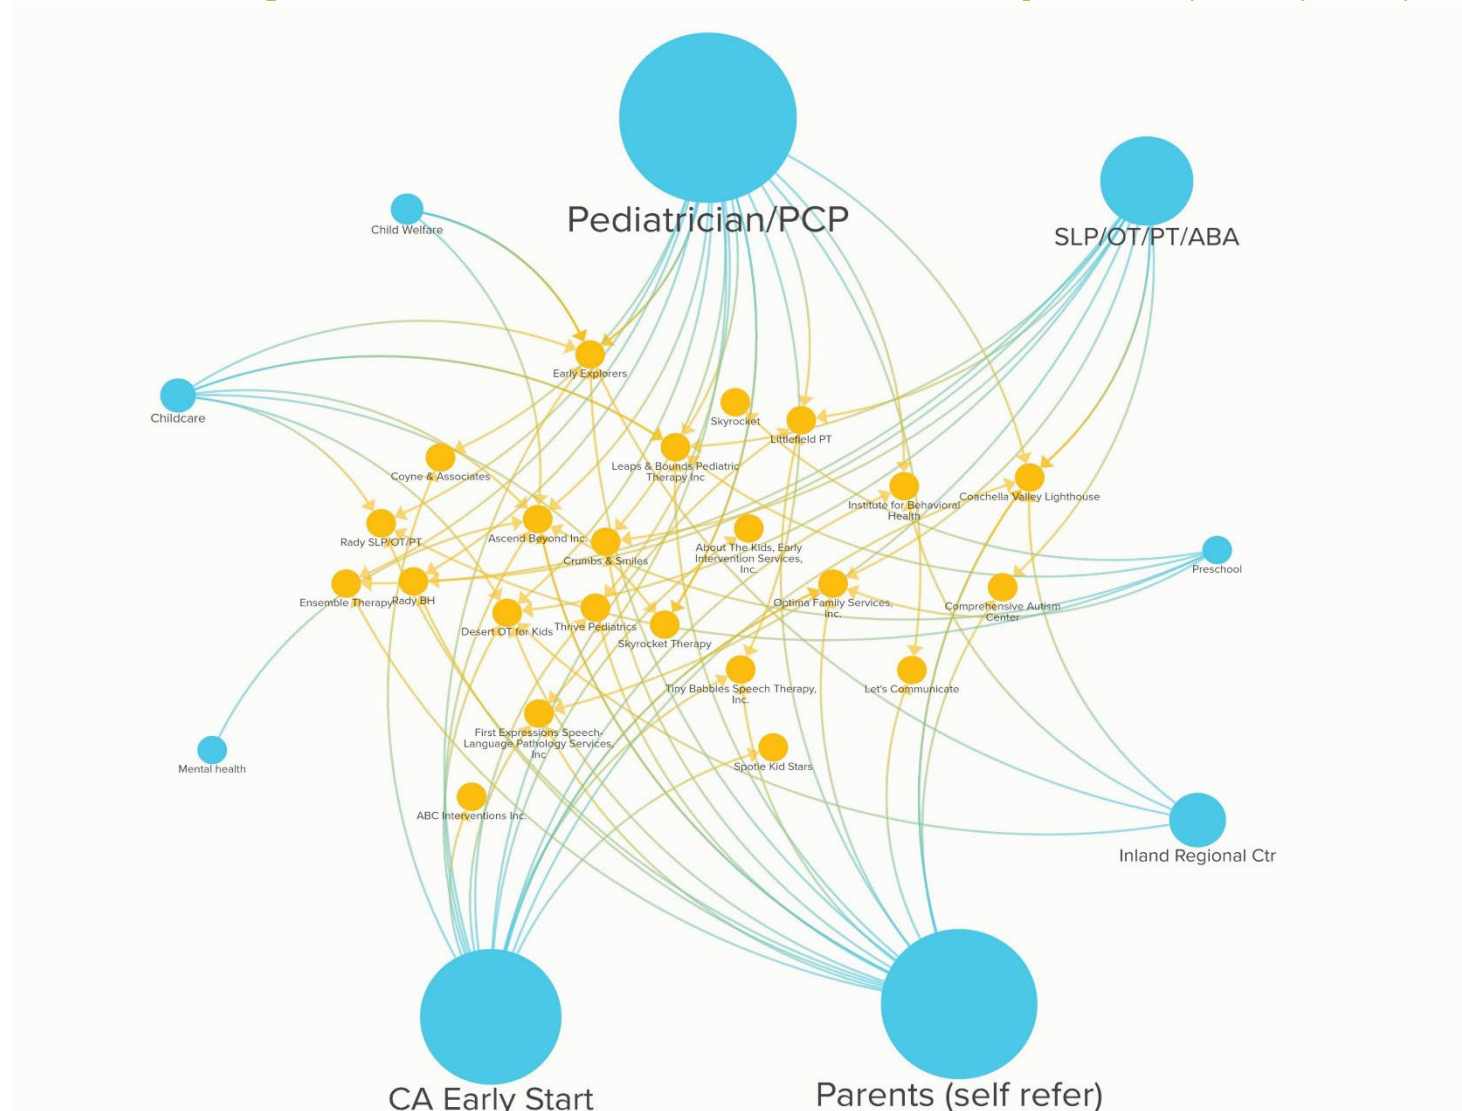 Pediatrician/PCP
SLP/OT/PT/ABA
Child Welfare
Early Explorers
Childcare
Skyrocket
Littlefield PT
Leaps & Bounds Pediatric
Therapy Inc
Coyne & Associates
Institute for Behavioral
Health
Coachella Valley Lighthouse
Rady SLP/OT/PT
Ascend Beyond Inc.
Crumbs & Smiles
About The Kids, Early
Intervention Services,
Inc.
Preschool
Ensemble Therapy
Rady BH
Desert OT for Kids
Thrive Pediatrics
Skyrocket Therapy
Optima Family Services,
Inc.
Comprehensive Autism
Center
Tiny Babbles Speech Therapy,
Inc.
Let's Communicate
First Expressions Speech-
Language Pathology Services,
Inc
Mental health
Spotie Kid Stars
ABC Interventions Inc.
Inland Regional Ctr
CA Early Start
Parents (self refer)